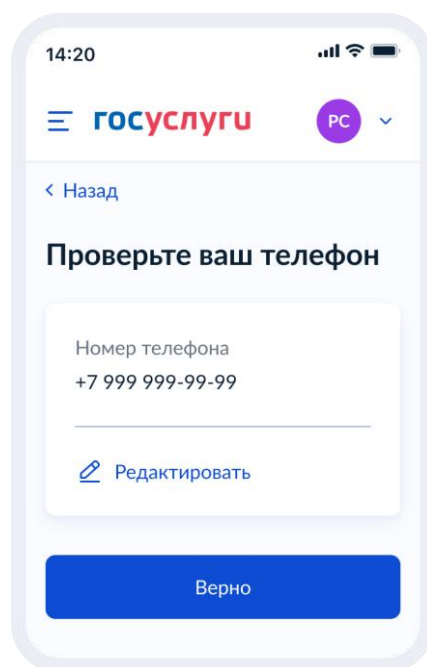 14:20
госуслуги
РС
Назад
Проверьте ваш телефон
Номер телефона
+7 999 999-99-99
Редактировать
Верно